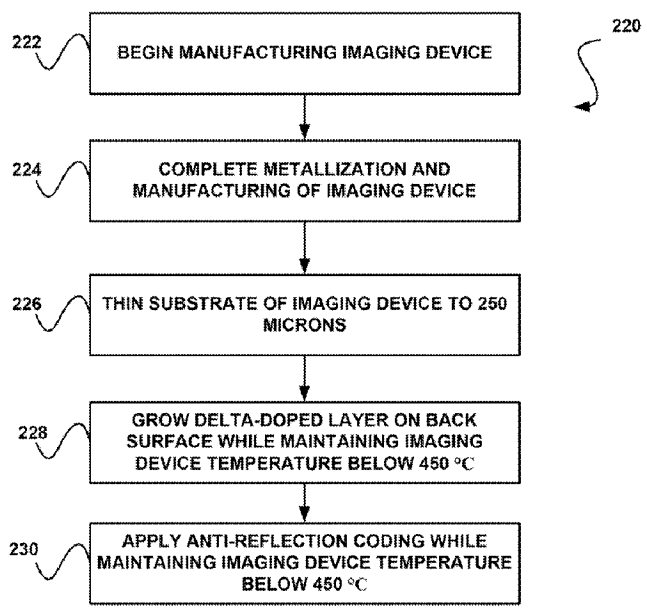 220
222
BEGIN MANUFACTURING IMAGING DEVICE
224
COMPLETE METALLIZATION AND
MANUFACTURING OF IMAGING DEVICE
226
THIN SUBSTRATE OF IMAGING DEVICE TO 250
MICRONS
228
GROW DELTA-DOPED LAYER ON BACK
SURFACE WHILE MAINTAINING IMAGING
DEVICE TEMPERATURE BELOW 450 °C
230
APPLY ANTI-REFLECTION CODING WHILE
MAINTAINING IMAGING DEVICE TEMPERATURE
BELOW 450 °C